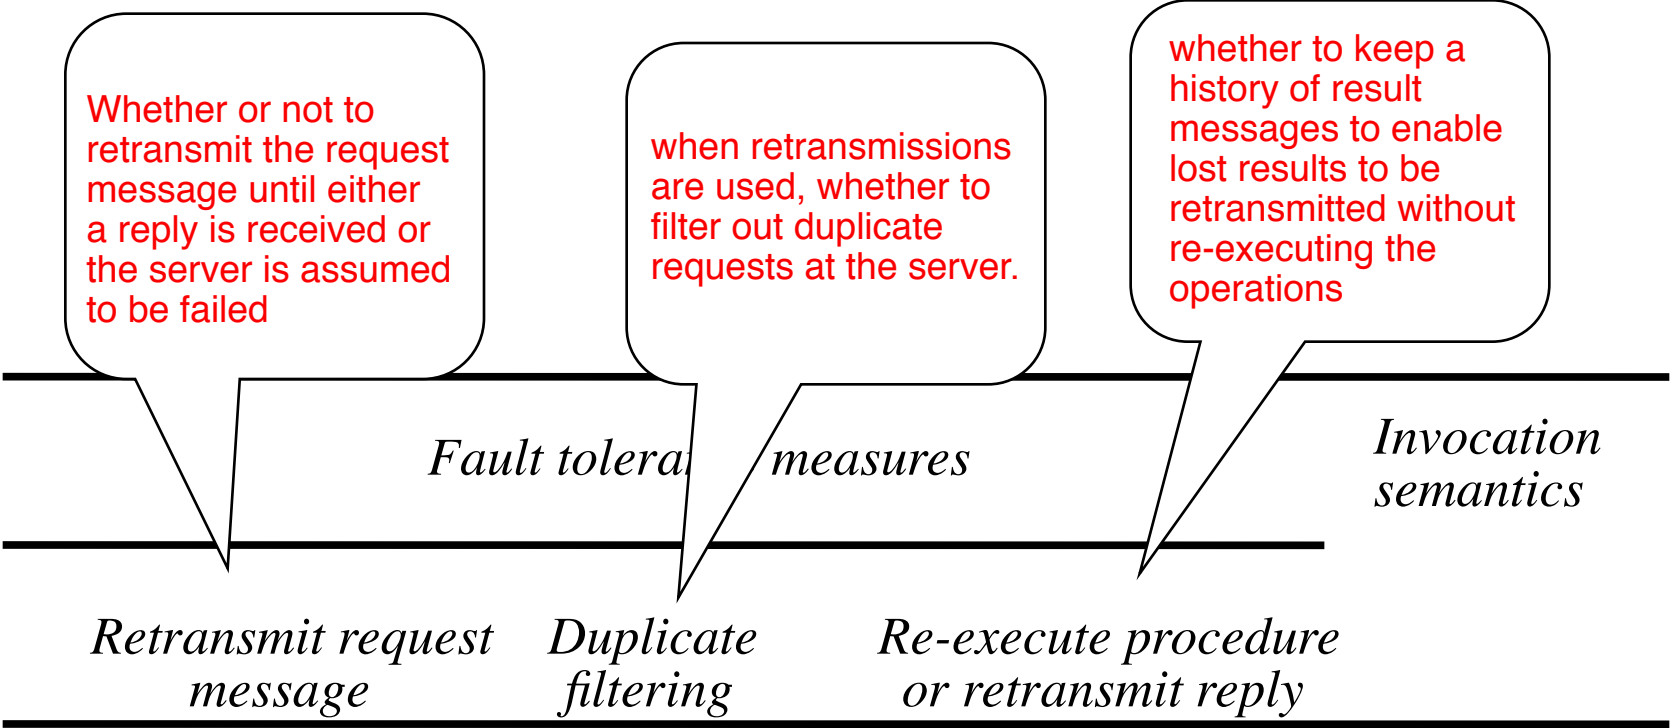 Whether or not to
retransmit the request
message until either
a reply is received or
the server is assumed
to be failed
when retransmissions
are used, whether to
filter out duplicate
requests at the server.
whether to keep a
history of result
messages to enable
lost results to be
retransmitted without
re-executing the
operations
Fault measures
Invocation
semantics
Retransmit request
message
Duplicate
filtering
Re-execute procedure
or retransmit reply